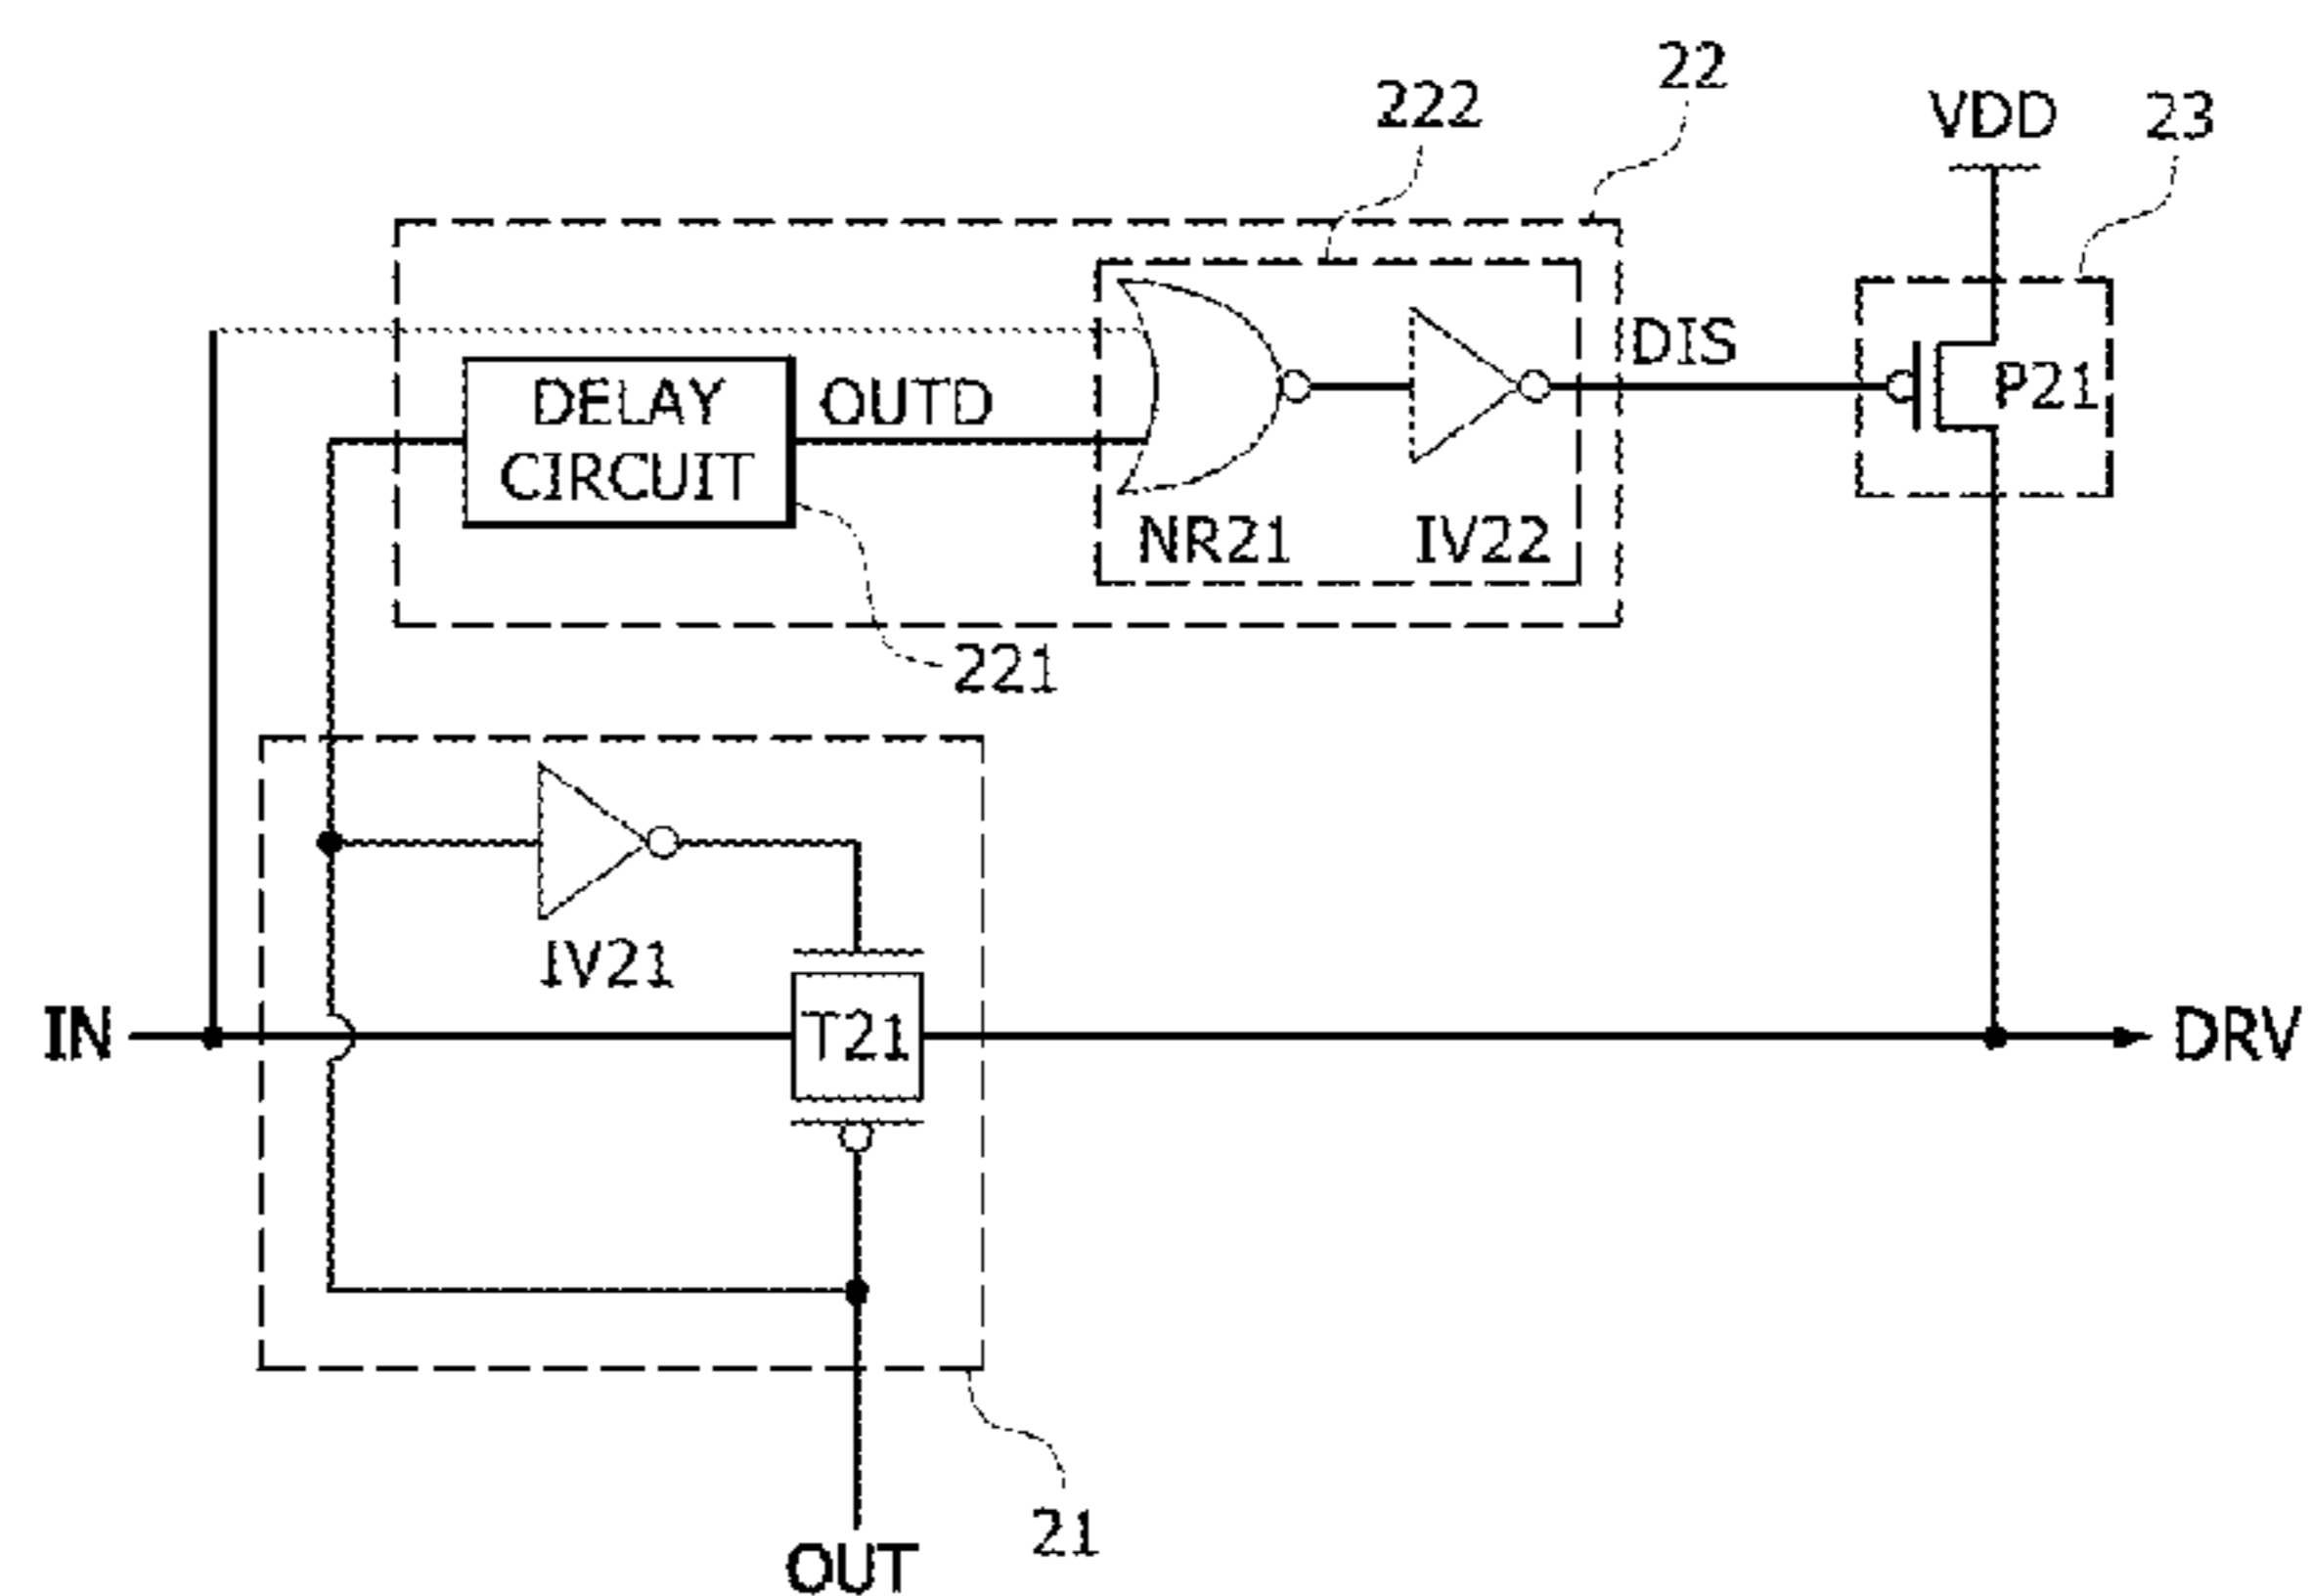 22
222
VDD
23
DIS
DELAY
CIRCUIT
OUTD
P21
NR21
IV22
221
IV21
IN
T21
DRV
21
OUT